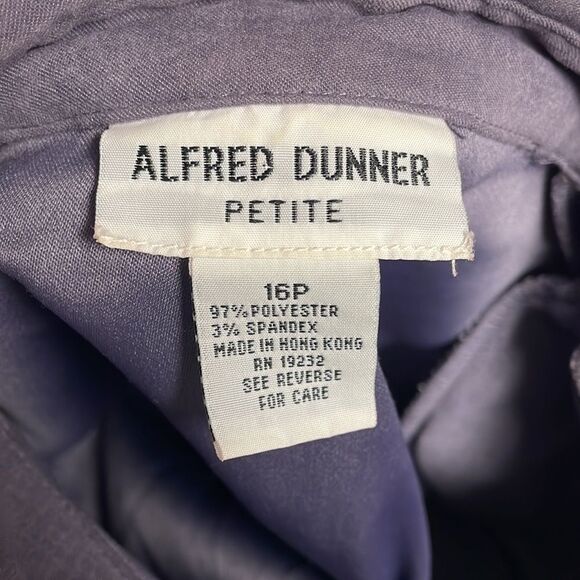 ALFRED DUNNER
PETITE
16P
97% POLYESTER
3% SPANDEX
MADE IN HONG KONG
RN 19232
SEE REVERSE
FOR CARE